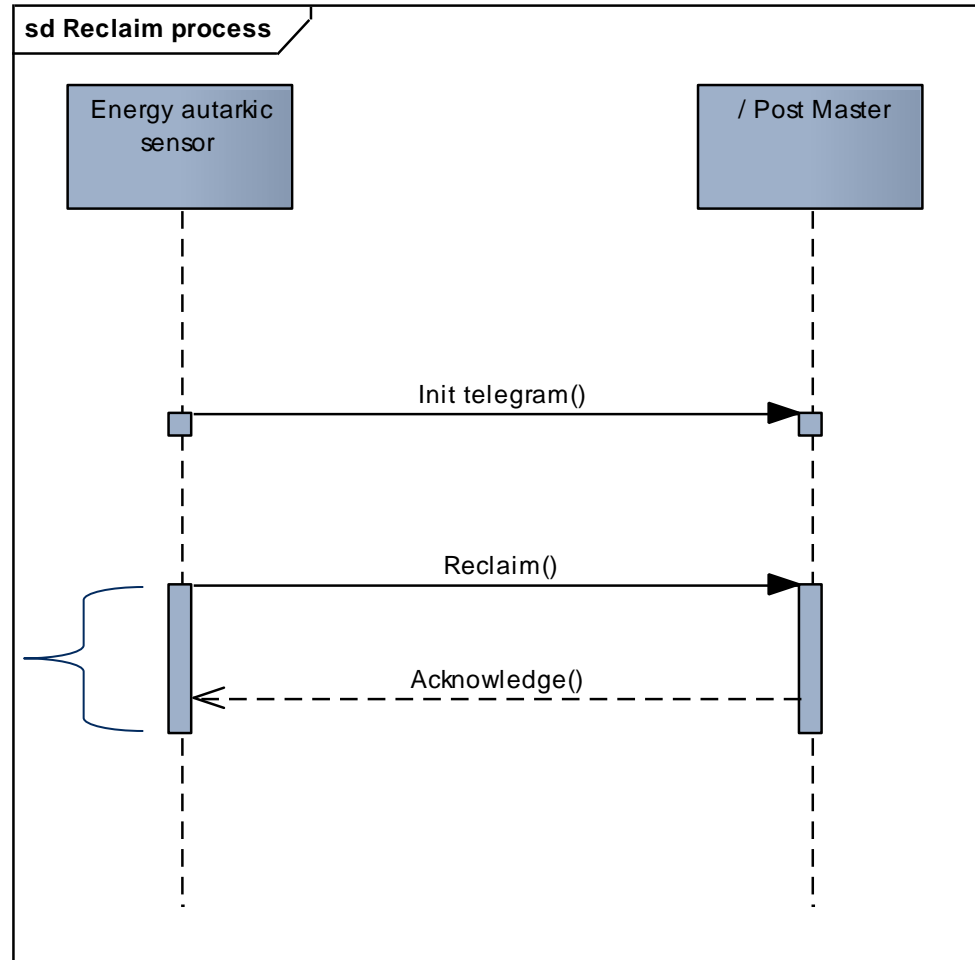 sd Reclaim process
Energy autarkic
sensor
/ Post Master
Init telegram()
Reclaim()
Acknowledge()